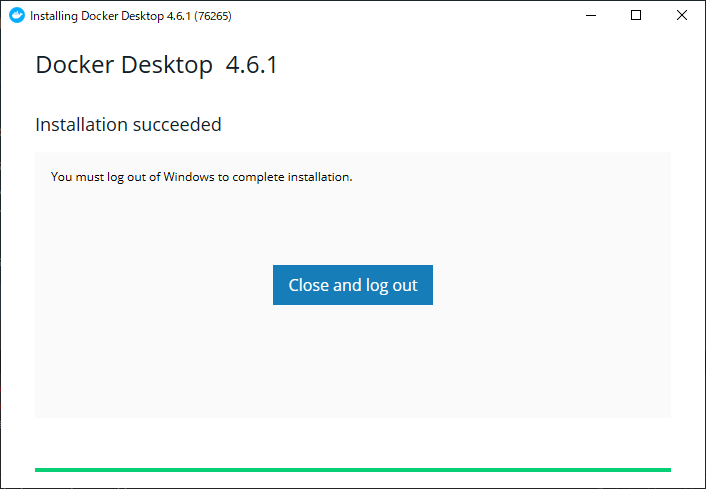 Installing Docker Desktop 4.6.1 (76265)
Docker Desktop 4.6.1
Installation succeeded
You must log out of Windows to complete installation.
Close and log out